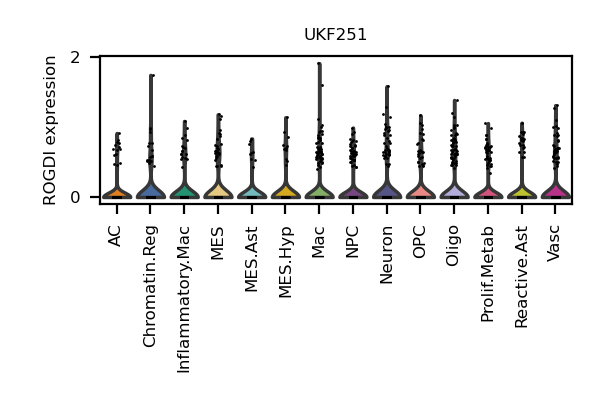 UKF251
ROGDI expression
2
0
AC
Chromatin.Reg
Inflammatory.Mac
MES
MES.Ast
MES.Hyp
Mac
NPC
Neuron
OPC
Oligo
Prolif.Metab
Reactive.Ast
Vasc